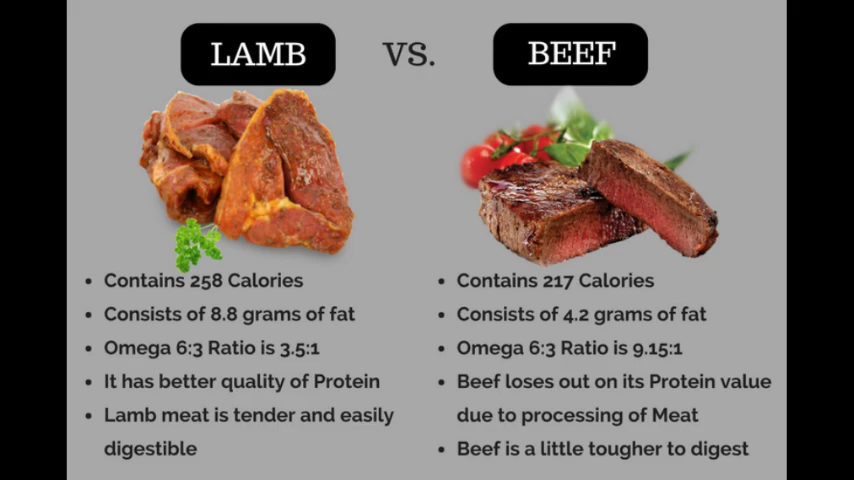 LAMB VS. BEEF
• Contains 258 Calories
• Consists of 8.8 grams of fat
• Omega 6:3 Ratio is 3.5:1
• It has better quality of Protein
• Lamb meat is tender and easily
digestible
• Contains 217 Calories
• Consists of 4.2 grams of fat
• Omega 6:3 Ratio is 9.15:1
• Beef loses out on its Protein value
due to processing of Meat
• Beef is a little tougher to digest